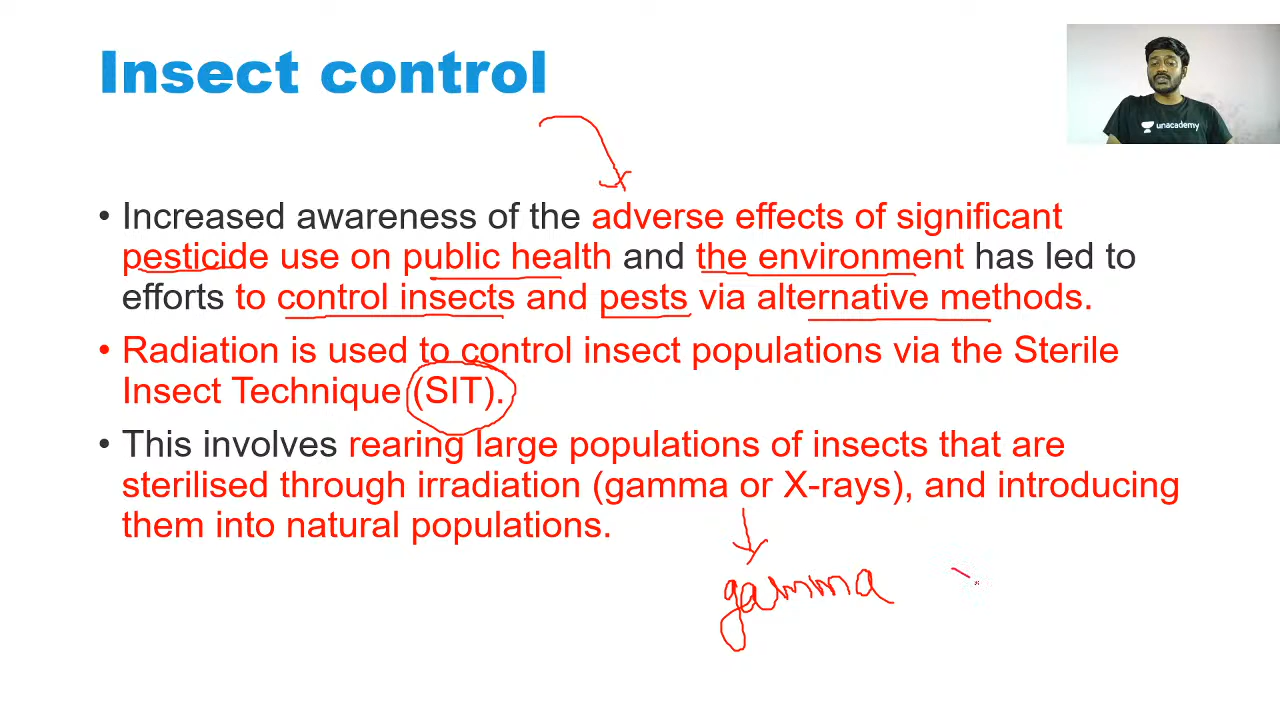 Insect control
unacademy
• Increased awareness of the adverse effects of significant
pesticide use on public health and the environment has led to
efforts to control insects and pests via alternative methods.
• Radiation is used to control insect populations via the Sterile
Insect Technique (SIT).
• This involves rearing large populations of insects that are
sterilised through irradiation (gamma or X-rays), and introducing
them into natural populations.
gamma